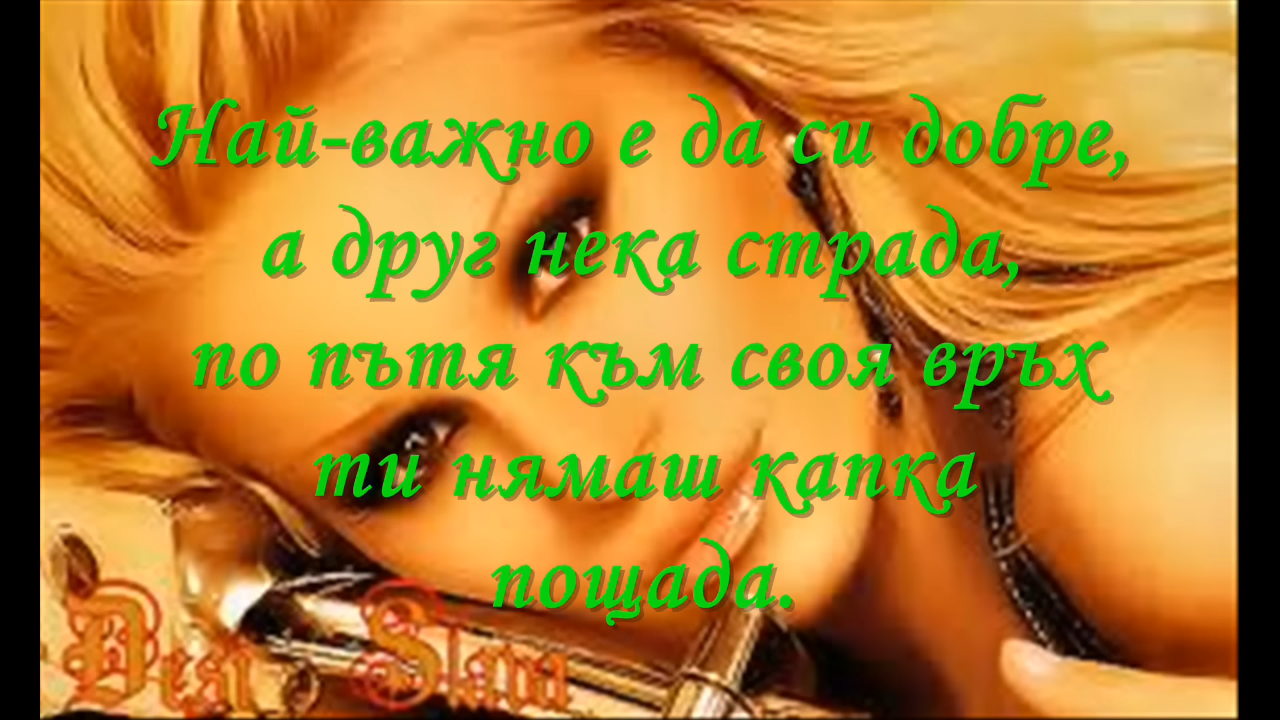 Най-важно е да си добре,
а друг нека страда,
по пътя към своя връх
ти нямаш капка
пощада.
Desi Slava